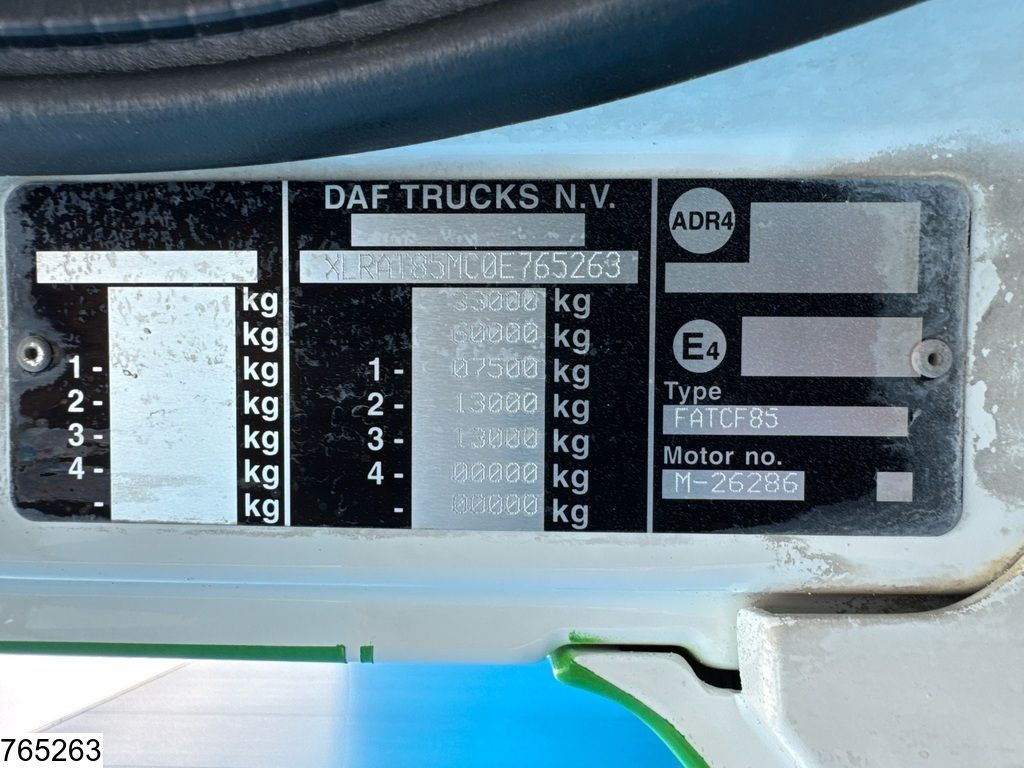 DAF TRUCKS N.V.
XLRAT85MC0E765263
kg 33000 kg
kg 60000 kg
1 - kg 1 - 07500 kg
2 - kg 2 - 13000 kg
3 - kg 3 - 13000 kg
4 - kg 4 - 00000 kg
- kg - 00000 kg
ADR4
E4
Type
FATCF85
Motor no.
M-26286
765263